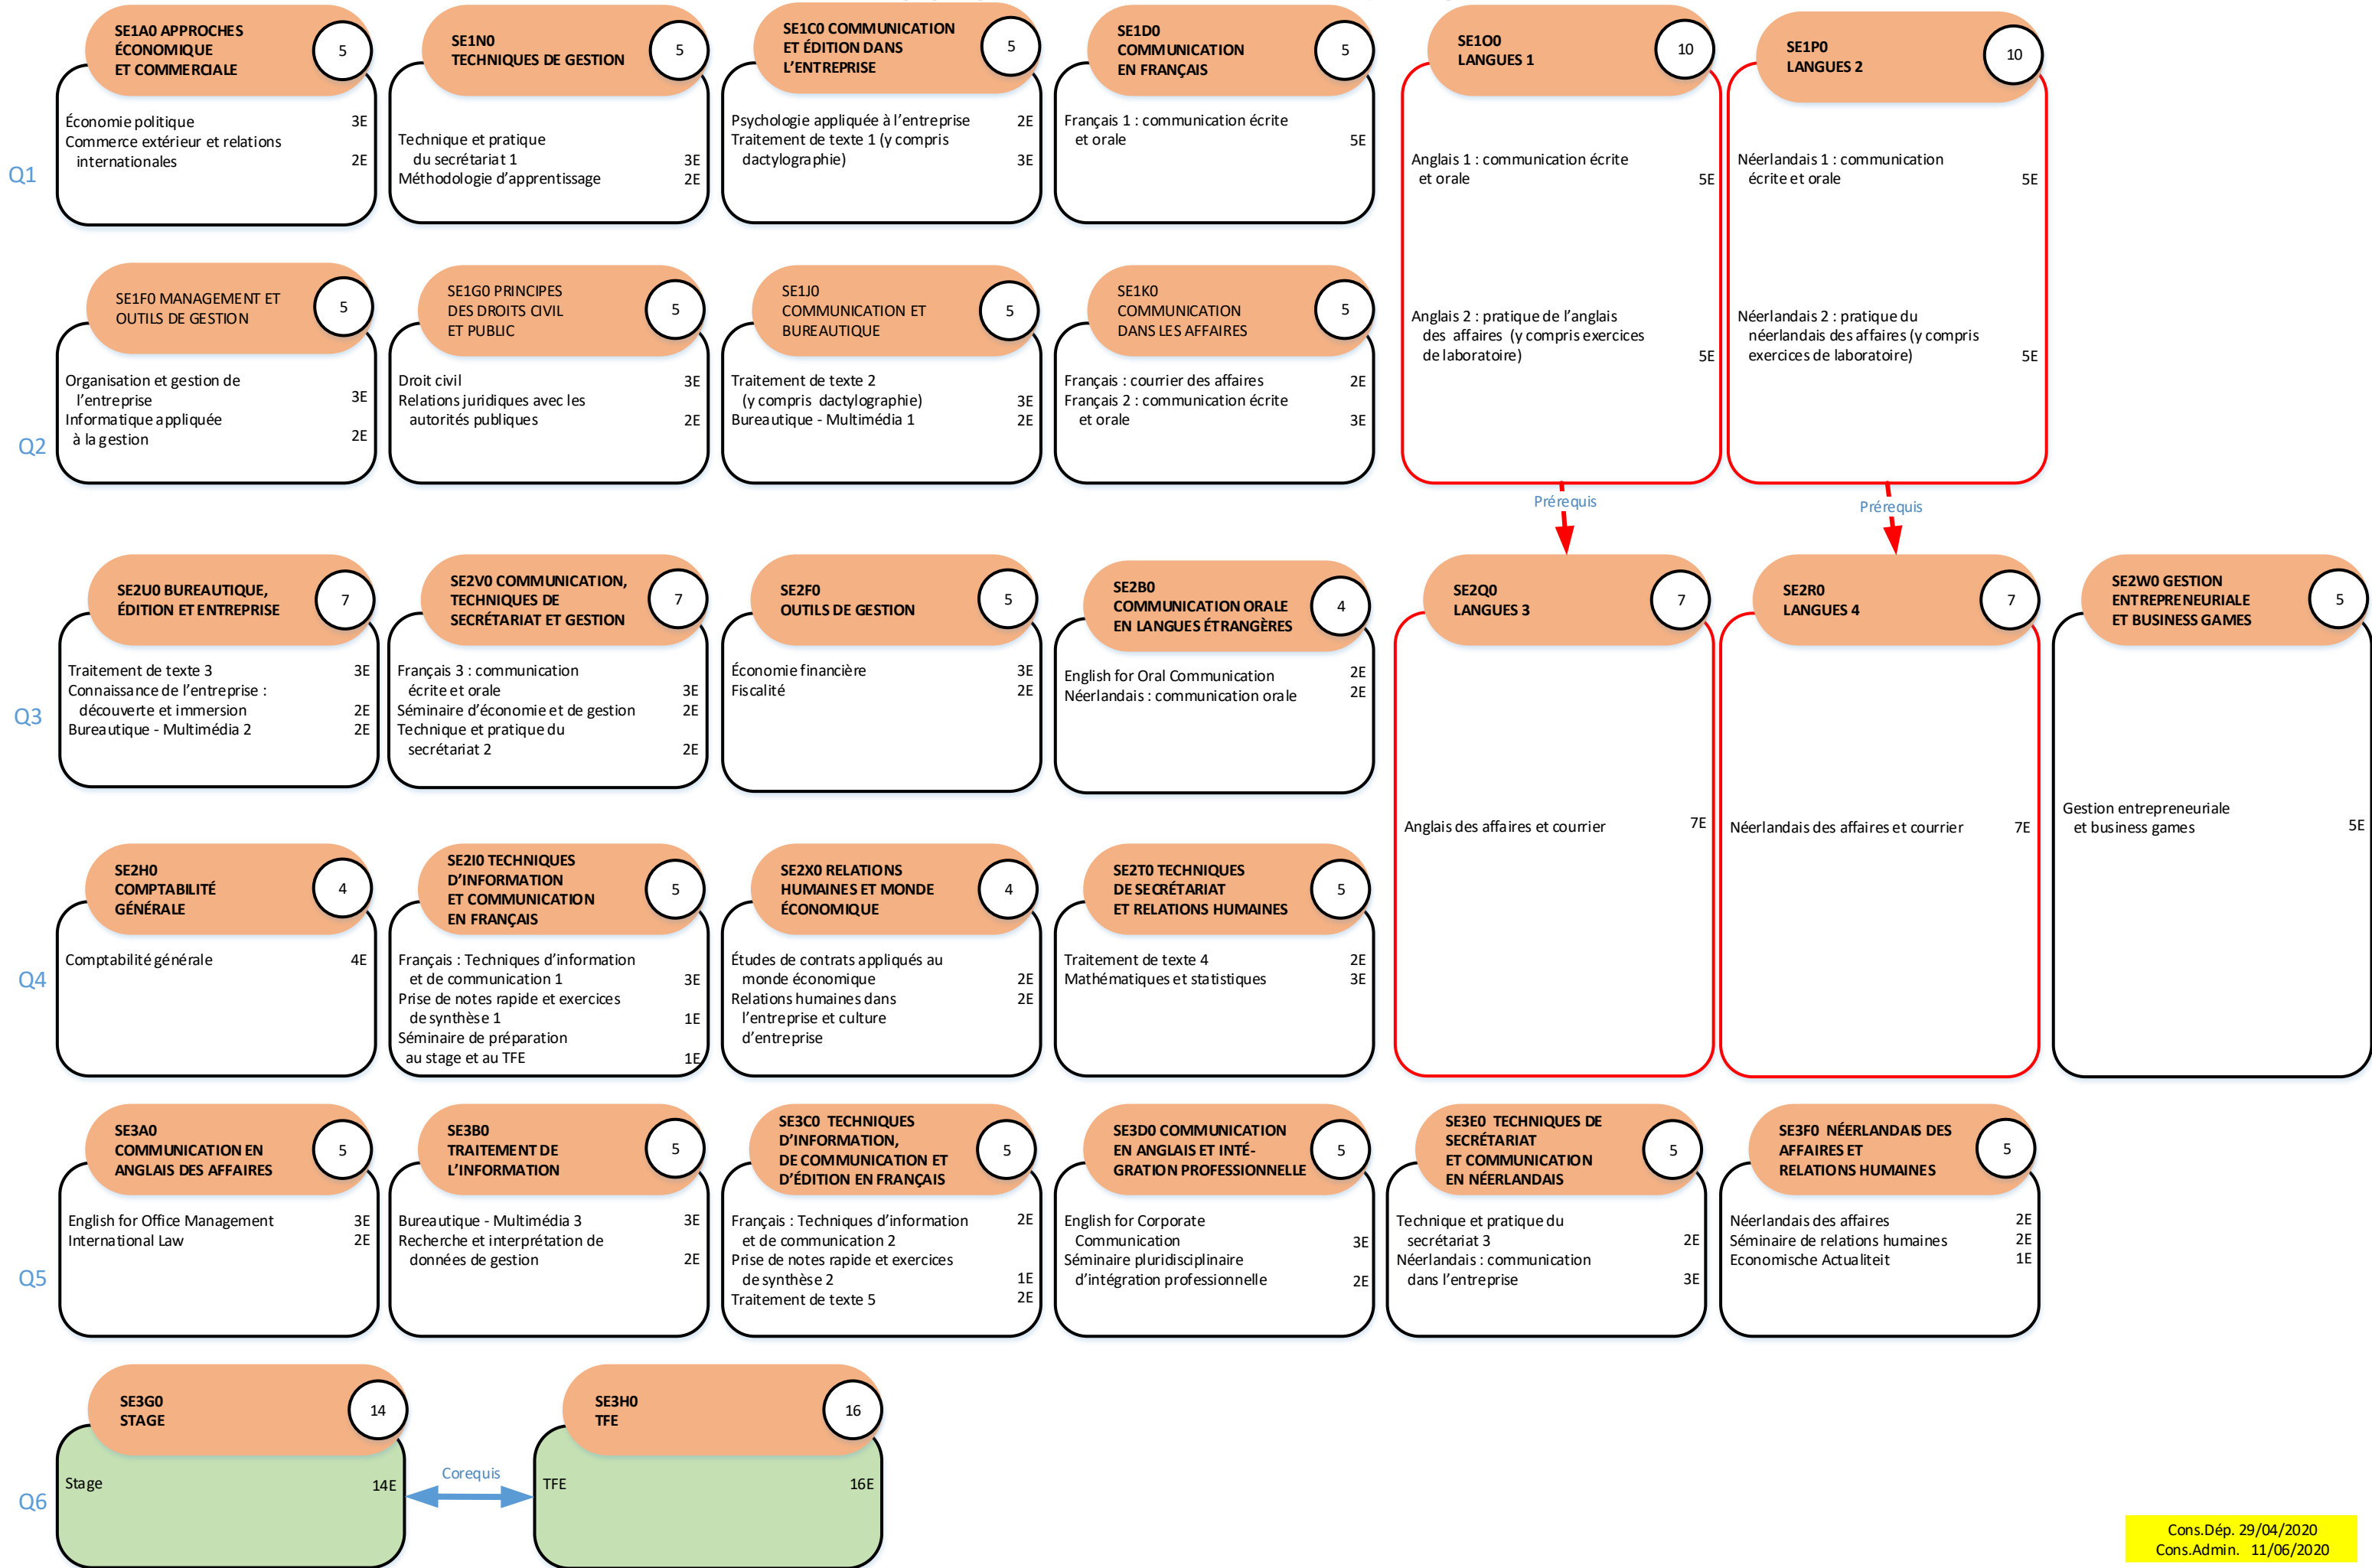 SE1A0 APPROCHES
ÉCONOMIQUE
ET COMMERCIALE
5
Économie politique 3E
Commerce extérieur et relations
internationales 2E
SE1N0
TECHNIQUES DE GESTION
5
Technique et pratique
du secrétariat 1 3E
Méthodologie d'apprentissage 2E
SE1C0 COMMUNICATION
ET ÉDITION DANS
L'ENTREPRISE
5
Psychologie appliquée à l'entreprise 2E
Traitement de texte 1 (y compris
dactylographie) 3E
SE1D0
COMMUNICATION
EN FRANÇAIS
5
Français 1 : communication écrite
et orale 5E
SE1O0
LANGUES 1
10
Anglais 1 : communication écrite
et orale 5E
Anglais 2 : pratique de l'anglais
des affaires (y compris exercices
de laboratoire) 5E
SE1P0
LANGUES 2
10
Néerlandais 1 : communication
écrite et orale 5E
Néerlandais 2 : pratique du
néerlandais des affaires (y compris
exercices de laboratoire) 5E
Q1
SE1F0 MANAGEMENT ET
OUTILS DE GESTION
5
Organisation et gestion de
l'entreprise 3E
Informatique appliquée
à la gestion 2E
SE1G0 PRINCIPES
DES DROITS CIVIL
ET PUBLIC
5
Droit civil 3E
Relations juridiques avec les
autorités publiques 2E
SE1J0
COMMUNICATION ET
BUREAUTIQUE
5
Traitement de texte 2
(y compris dactylographie) 3E
Bureautique - Multimédia 1 2E
SE1K0
COMMUNICATION
DANS LES AFFAIRES
5
Français : courrier des affaires 2E
Français 2 : communication écrite
et orale 3E
Q2
Prérequis
Prérequis
SE2U0 BUREAUTIQUE,
ÉDITION ET ENTREPRISE
7
Traitement de texte 3 3E
Connaissance de l'entreprise :
découverte et immersion 2E
Bureautique - Multimédia 2 2E
SE2V0 COMMUNICATION,
TECHNIQUES DE
SECRÉTARIAT ET GESTION
7
Français 3 : communication
écrite et orale 3E
Séminaire d'économie et de gestion 2E
Technique et pratique du
secrétariat 2 2E
SE2F0
OUTILS DE GESTION
5
Économie financière 3E
Fiscalité 2E
SE2B0
COMMUNICATION ORALE
EN LANGUES ÉTRANGÈRES
4
English for Oral Communication 2E
Néerlandais : communication orale 2E
SE2Q0
LANGUES 3
7
Anglais des affaires et courrier 7E
SE2R0
LANGUES 4
7
Néerlandais des affaires et courrier 7E
SE2W0 GESTION
ENTREPRENEURIALE
ET BUSINESS GAMES
5
Gestion entrepreneuriale
et business games 5E
Q3
SE2H0
COMPTABILITÉ
GÉNÉRALE
4
Comptabilité générale 4E
SE2I0 TECHNIQUES
D'INFORMATION
ET COMMUNICATION
EN FRANÇAIS
5
Français : Techniques d'information
et de communication 1 3E
Prise de notes rapide et exercices
de synthèse 1 1E
Séminaire de préparation
au stage et au TFE 1E
SE2X0 RELATIONS
HUMAINES ET MONDE
ÉCONOMIQUE
4
Études de contrats appliqués au
monde économique 2E
Relations humaines dans 2E
l'entreprise et culture
d'entreprise
SE2T0 TECHNIQUES
DE SECRÉTARIAT
ET RELATIONS HUMAINES
5
Traitement de texte 4 2E
Mathématiques et statistiques 3E
Q4
SE3A0
COMMUNICATION EN
ANGLAIS DES AFFAIRES
5
English for Office Management 3E
International Law 2E
SE3B0
TRAITEMENT DE
L'INFORMATION
5
Bureautique - Multimédia 3 3E
Recherche et interprétation de
données de gestion 2E
SE3C0 TECHNIQUES
D'INFORMATION,
DE COMMUNICATION ET
D'ÉDITION EN FRANÇAIS
5
Français : Techniques d'information 2E
et de communication 2
Prise de notes rapide et exercices
de synthèse 2 1E
Traitement de texte 5 2E
SE3D0 COMMUNICATION
EN ANGLAIS ET INTÉ-
GRATION PROFESSIONNELLE
5
English for Corporate
Communication 3E
Séminaire pluridisciplinaire
d'intégration professionnelle 2E
SE3E0 TECHNIQUES DE
SECRÉTARIAT
ET COMMUNICATION
EN NÉERLANDAIS
5
Technique et pratique du
secrétariat 3 2E
Néerlandais : communication
dans l'entreprise 3E
SE3F0 NÉERLANDAIS DES
AFFAIRES ET
RELATIONS HUMAINES
5
Néerlandais des affaires 2E
Séminaire de relations humaines 2E
Economische Actualiteit 1E
Q5
SE3G0
STAGE
14
Stage 14E
Corequis
SE3H0
TFE
16
TFE 16E
Q6
Cons.Dép. 29/04/2020
Cons.Admin. 11/06/2020